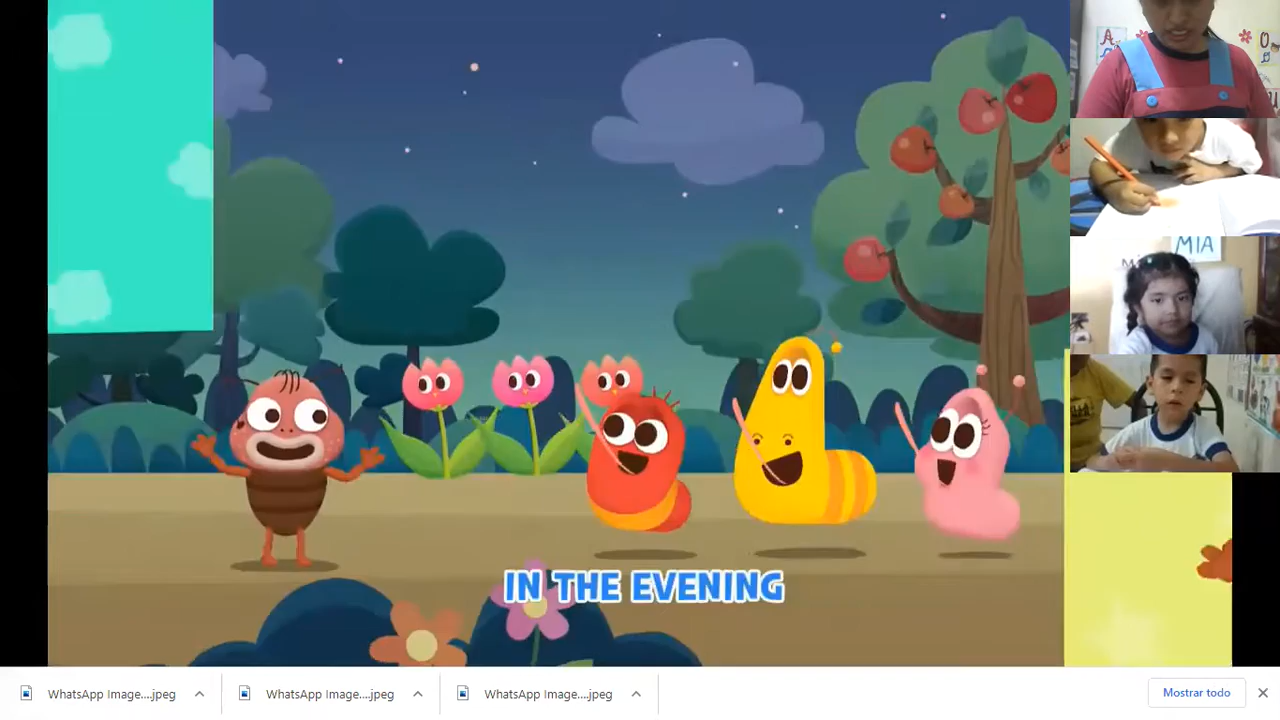 A
O
MIA
IN THE EVENING
WhatsApp Image....jpeg
WhatsApp Image....jpeg
WhatsApp Image....jpeg
Mostrar todo